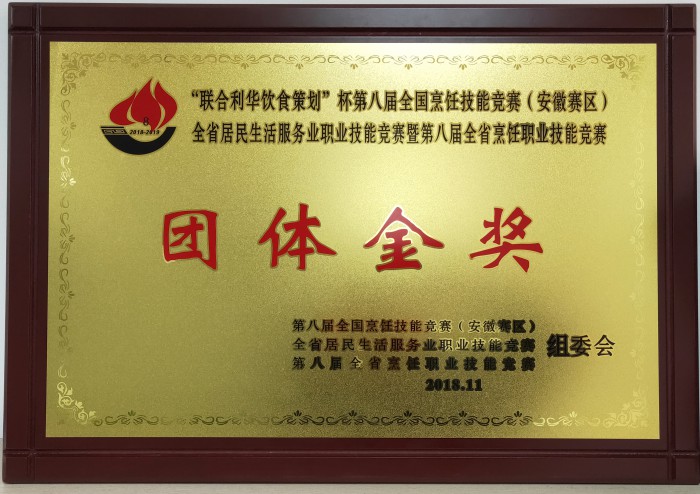 8
2018-2019
“联合利华饮食策划”杯第八届全国烹饪技能竞赛（安徽赛区）
全省居民生活服务业职业技能竞赛暨第八届全省烹饪职业技能竞赛
团体金奖
第八届全国烹饪技能竞赛（安徽赛区）
全省居民生活服务业职业技能竞赛
第八届全省烹饪职业技能竞赛
组委会
2018.11